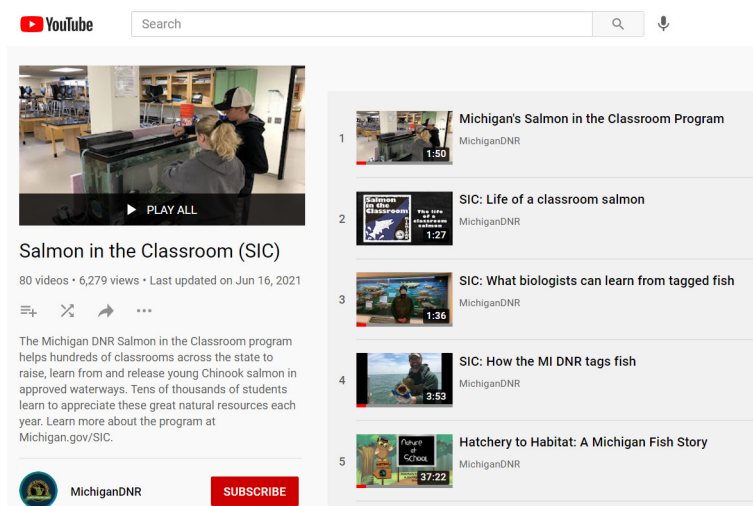 YouTube
Search
PLAY ALL
Salmon in the Classroom (SIC)
80 videos • 6,279 views • Last updated on Jun 16, 2021
The Michigan DNR Salmon in the Classroom program
helps hundreds of classrooms across the state to
raise, learn from and release young Chinook salmon in
approved waterways. Tens of thousands of students
learn to appreciate these great natural resources each
year. Learn more about the program at
Michigan.gov/SIC.
MichiganDNR
SUBSCRIBE
1
1:50
Michigan's Salmon in the Classroom Program
MichiganDNR
2
Salmon
in the
Classroom
The life
of a
classroom
salmon
1:27
SIC: Life of a classroom salmon
MichiganDNR
3
1:36
SIC: What biologists can learn from tagged fish
MichiganDNR
4
3:53
SIC: How the MI DNR tags fish
MichiganDNR
5
Nature
at
School
37:22
Hatchery to Habitat: A Michigan Fish Story
MichiganDNR